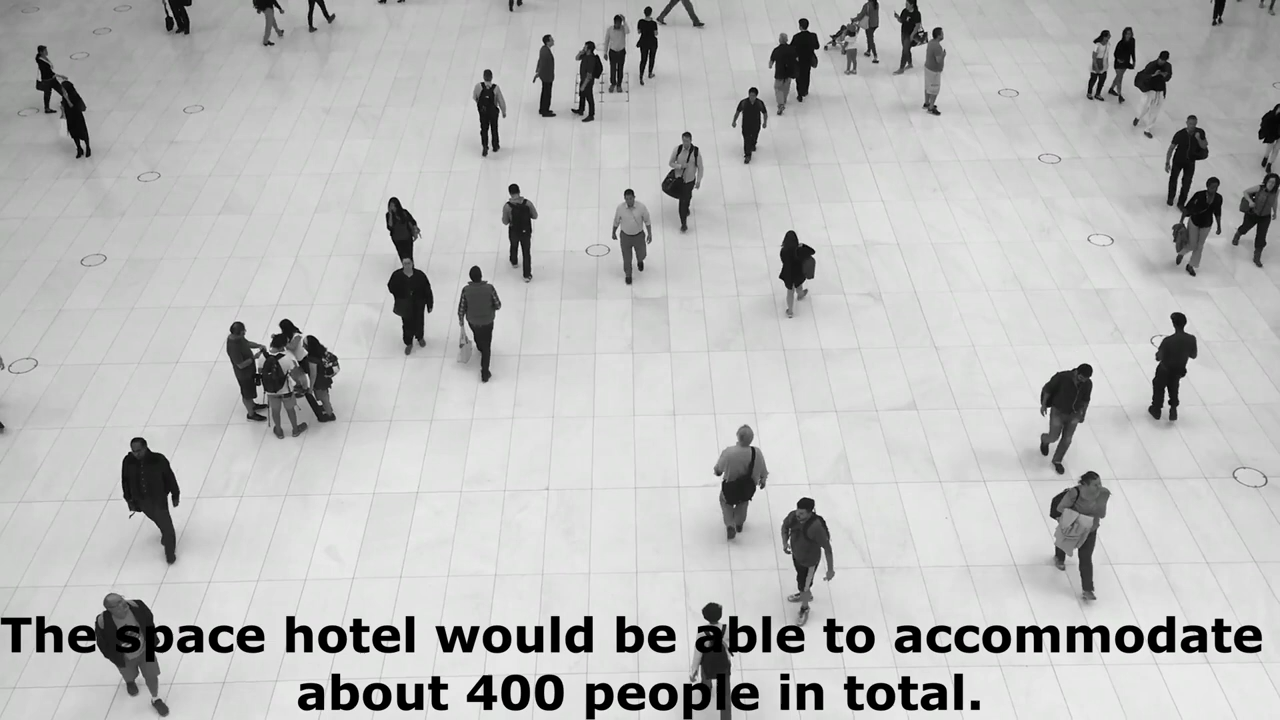 The space hotel would be able to accommodate
about 400 people in total.